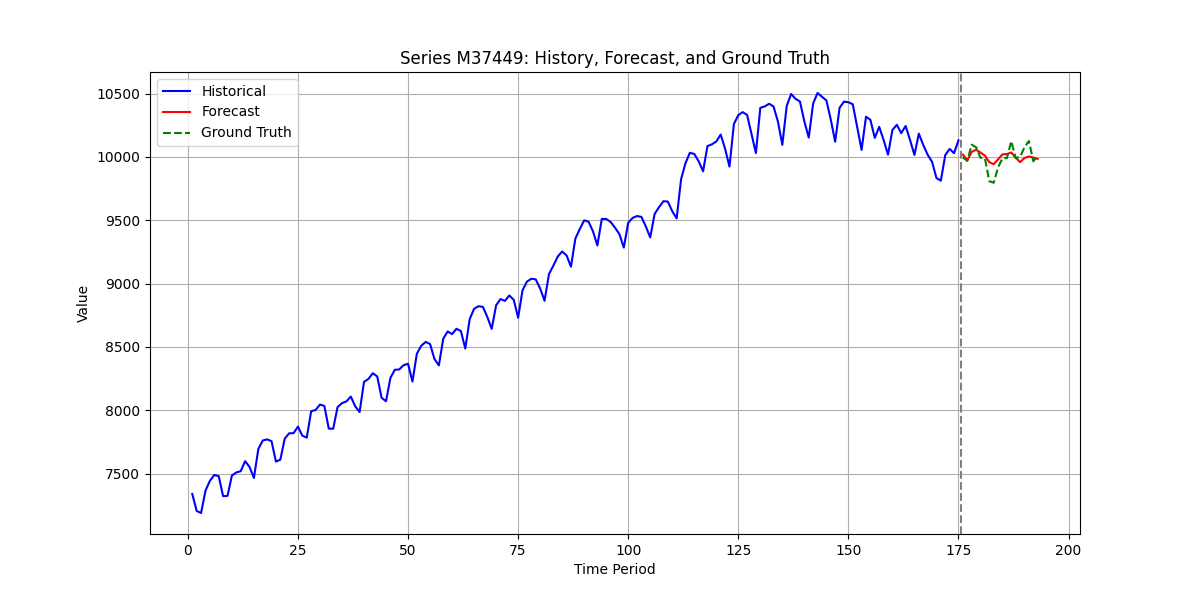 Series M37449: History, Forecast, and Ground Truth
Historical
Forecast
Ground Truth
10500
10000
9500
9000
8500
8000
7500
Value
0 25 50 75 100 125 150 175 200
Time Period